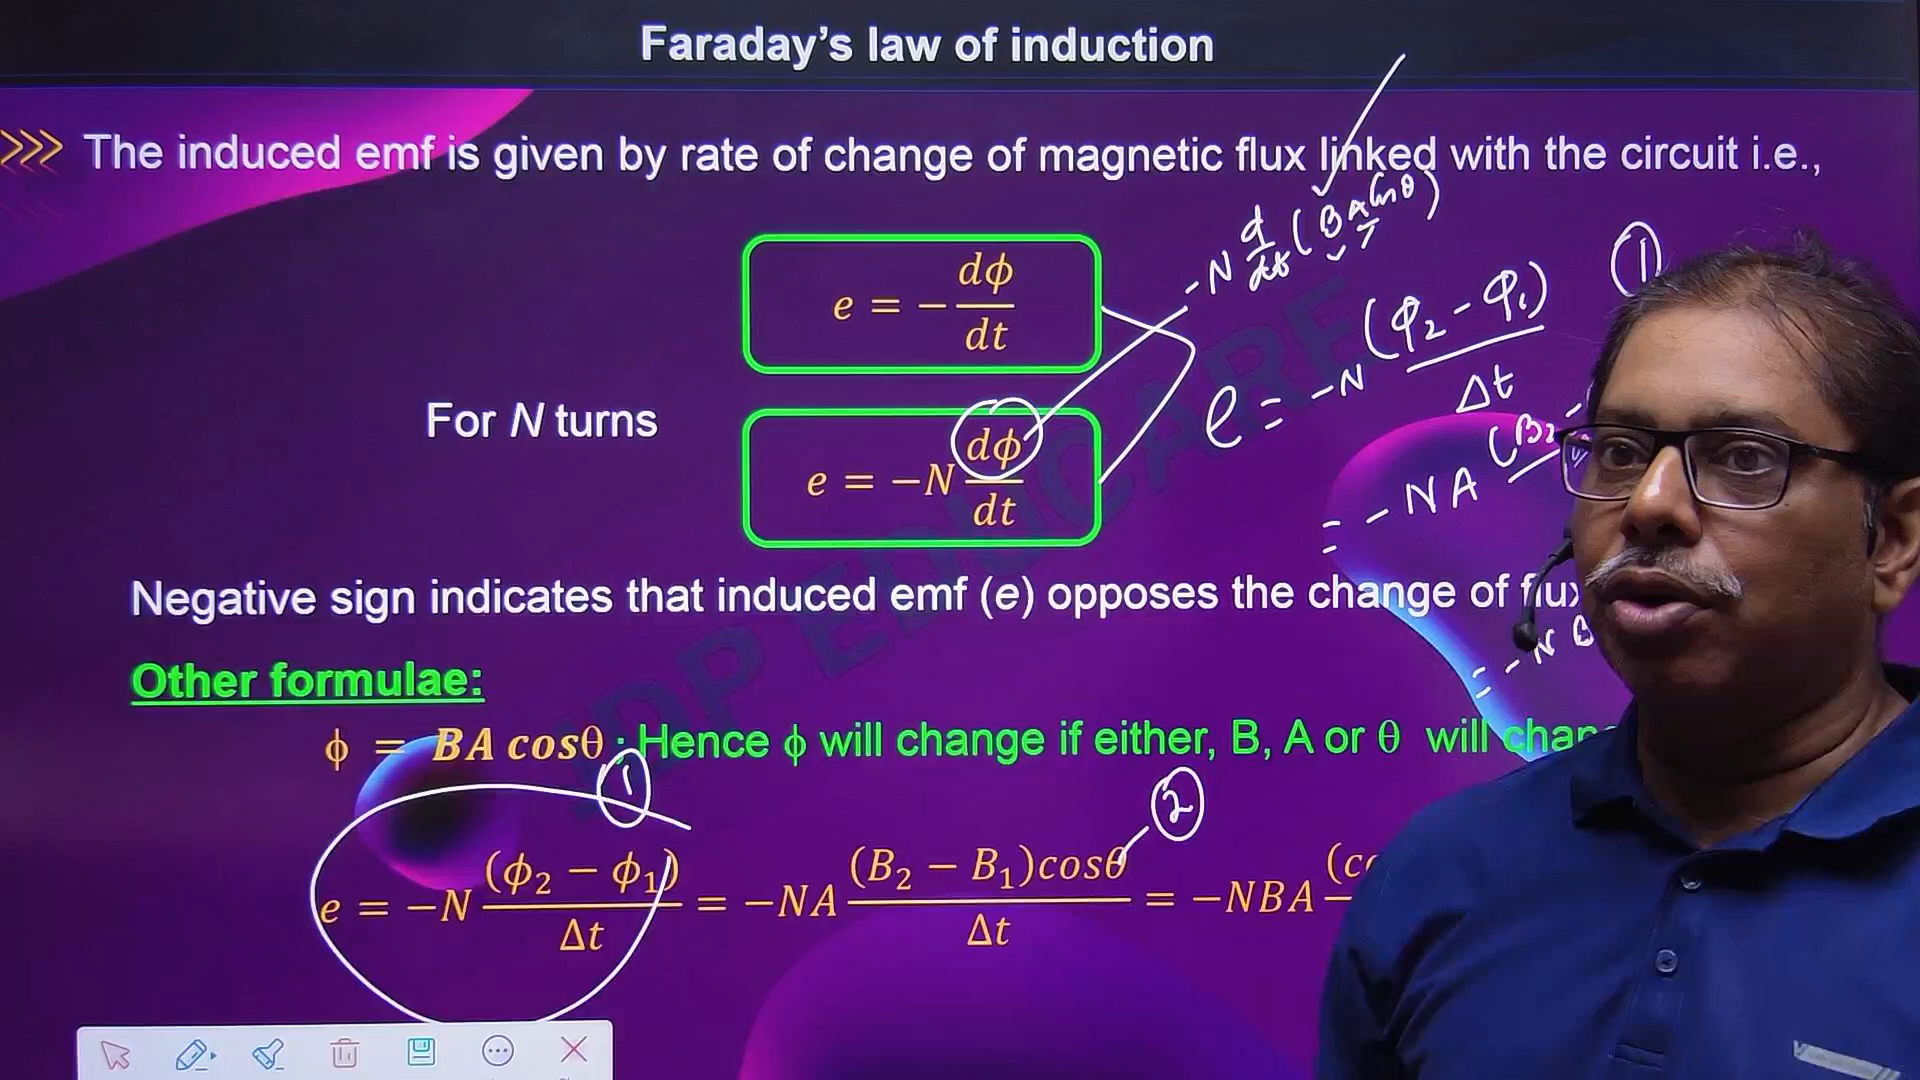 Faraday's law of induction
>>> The induced emf is given by rate of change of magnetic flux linked with the circuit i.e.,
-N d/dt (BA cosθ)
e = -dϕ/dt
e = -N (φ₂ - φ₁)/Δt
①
For N turns
e = -N dϕ/dt
= -NA (B₂ -
Negative sign indicates that induced emf (e) opposes the change of flux
= -N B
Other formulae:
ϕ = BA cosθ ; Hence ϕ will change if either, B, A or θ will chan
① ②
e = -N (ϕ₂ - ϕ₁)/Δt = -NA (B₂ - B₁)cosθ/Δt = -NBA (co